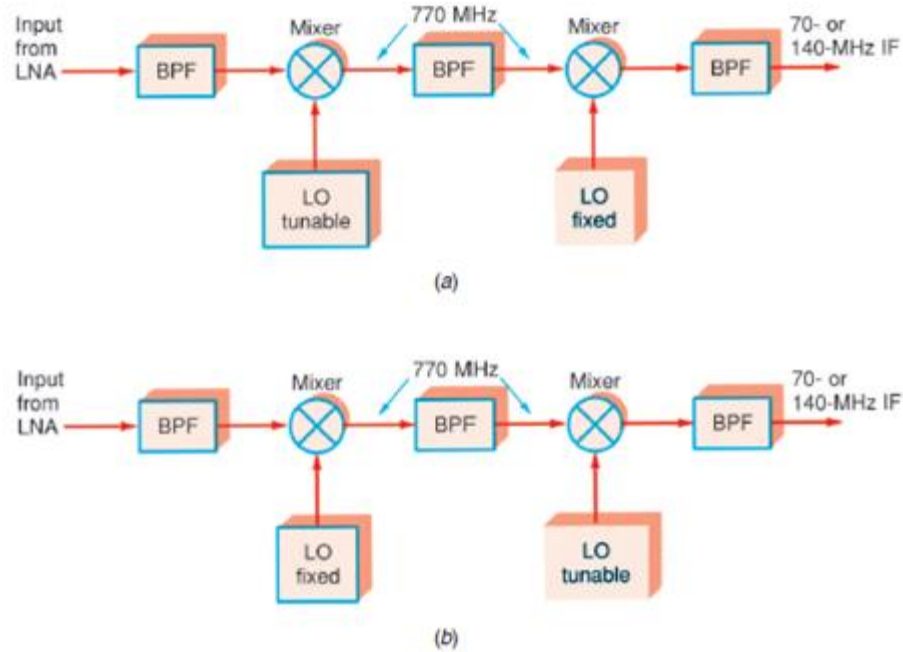 770 MHz
Input
from
LNA
BPF
Mixer
BPF
Mixer
BPF
70- or
140-MHz IF
LO
tunable
LO
fixed
(a)
770 MHz
Input
from
LNA
BPF
Mixer
BPF
Mixer
BPF
70- or
140-MHz IF
LO
fixed
LO
tunable
(b)